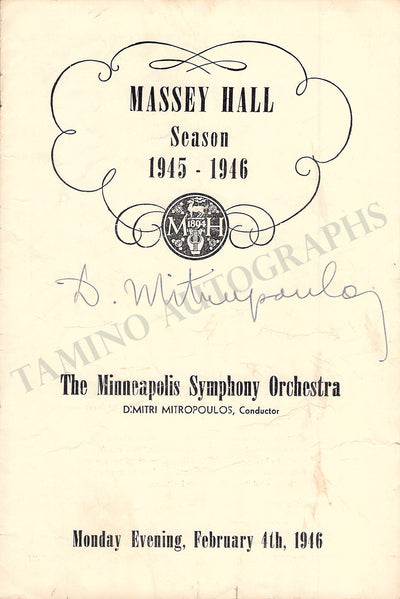 MASSEY HALL
Season
1945 - 1946
M 1894 H
D. Mitropoulos
TAMINO AUTOGRAPHS
The Minneapolis Symphony Orchestra
DIMITRI MITROPOULOS, Conductor
Monday Evening, February 4th, 1946